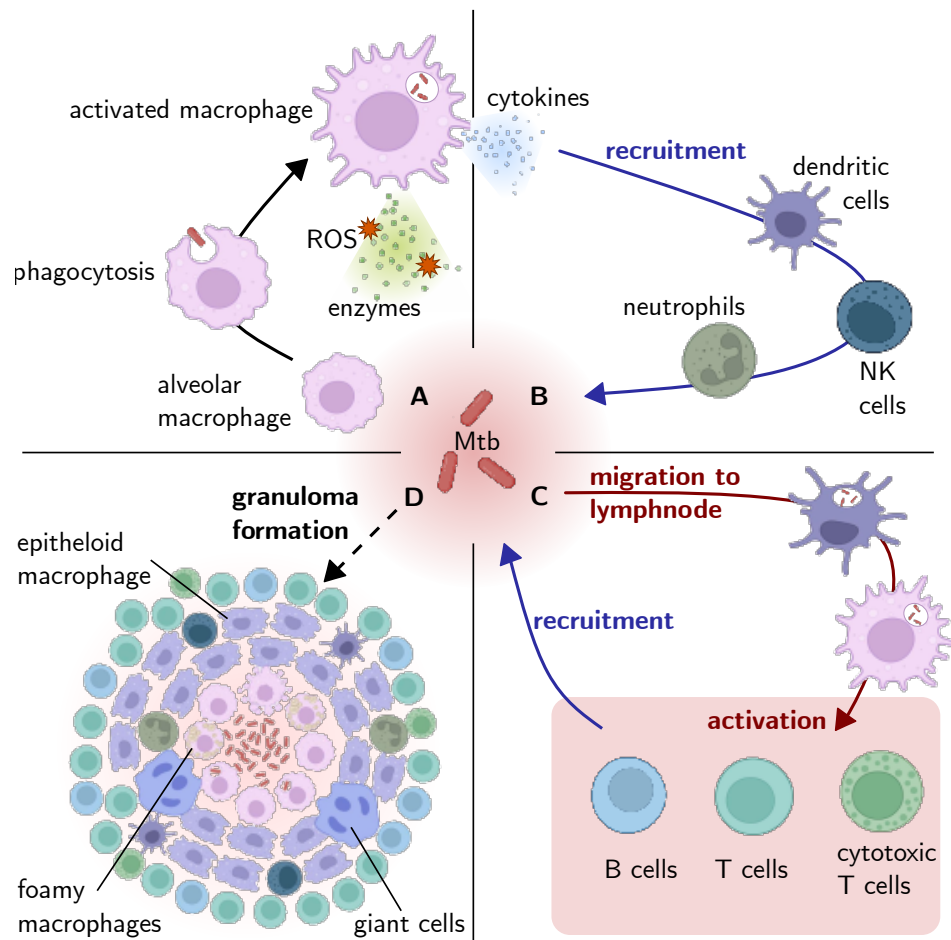 activated macrophage
phagocytosis
ROS
enzymes
alveolar
macrophage
A
cytokines
recruitment
dendritic
cells
neutrophils
NK
cells
B
Mtb
C
migration to
lymphnode
recruitment
activation
B cells
T cells
cytotoxic
T cells
D
granuloma
formation
epitheloid
macrophage
foamy
macrophages
giant cells